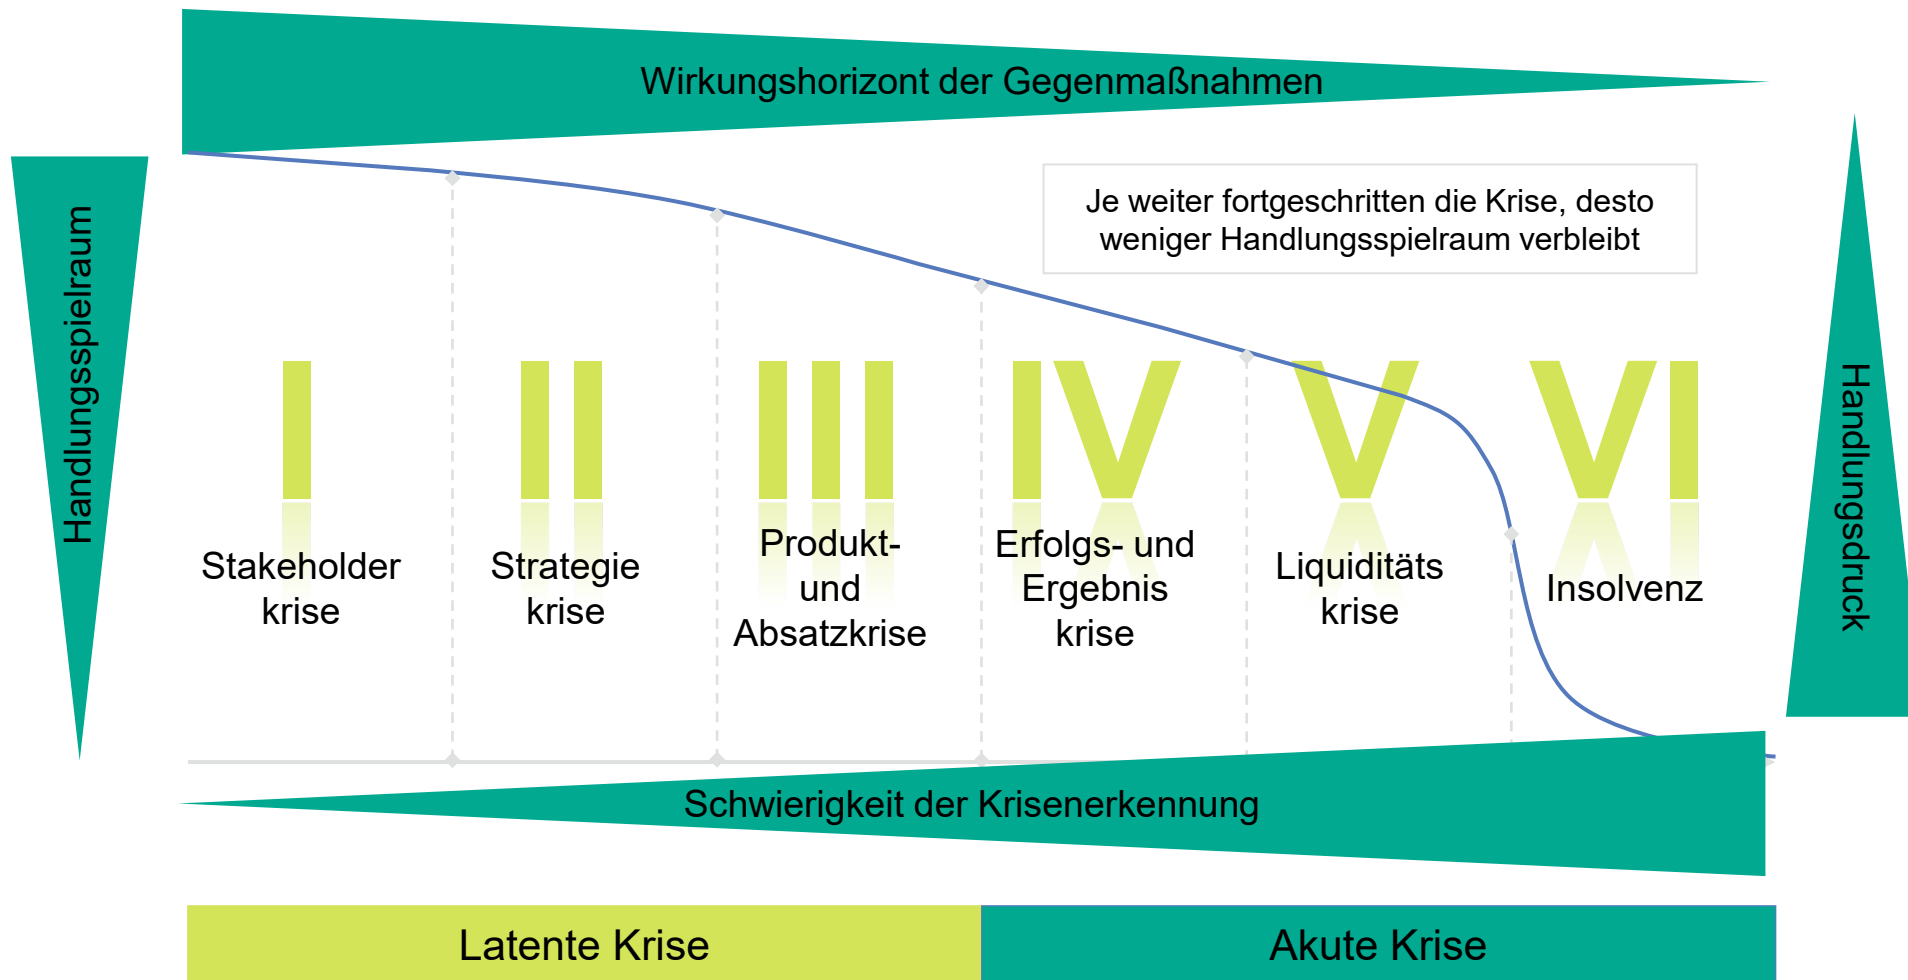 Wirkungshorizont der Gegenmaßnahmen
Handlungsspielraum
Je weiter fortgeschritten die Krise, desto
weniger Handlungsspielraum verbleibt
Handlungsdruck
I
Stakeholder
krise
II
Strategie
krise
III
Produkt-
und
Absatzkrise
IV
Erfolgs- und
Ergebnis
krise
V
Liquiditäts
krise
VI
Insolvenz
Schwierigkeit der Krisenerkennung
Latente Krise
Akute Krise